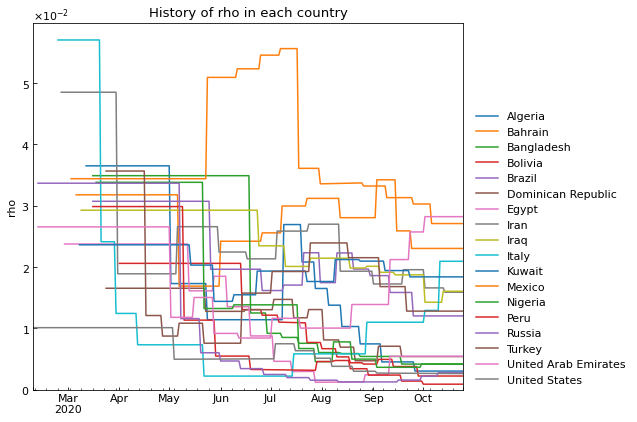 History of rho in each country
×10⁻²
5
4
3
2
1
0
rho
Mar Apr May Jun Jul Aug Sep Oct
2020
Algeria
Bahrain
Bangladesh
Bolivia
Brazil
Dominican Republic
Egypt
Iran
Iraq
Italy
Kuwait
Mexico
Nigeria
Peru
Russia
Turkey
United Arab Emirates
United States